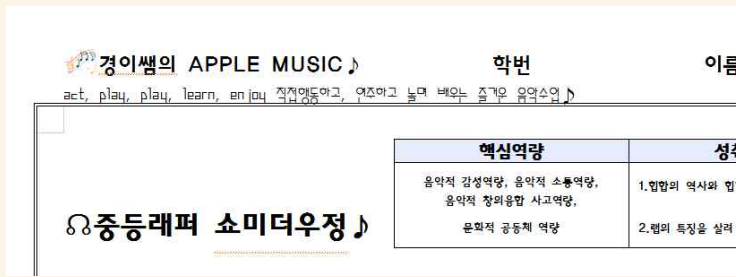 경이쌤의 APPLE MUSIC♪ 학번 이름
act, play, play, learn, enjoy 직접행동하고, 연주하고 놀며 배우는 즐거운 음악수업♪
핵심역량 성취
음악적 감성역량, 음악적 소통역량,
음악적 창의융합 사고역량,
문화적 공동체 역량
1.힙합의 역사와 힙
2.랩의 특징을 살려
☊중등래퍼 쇼미더우정♪